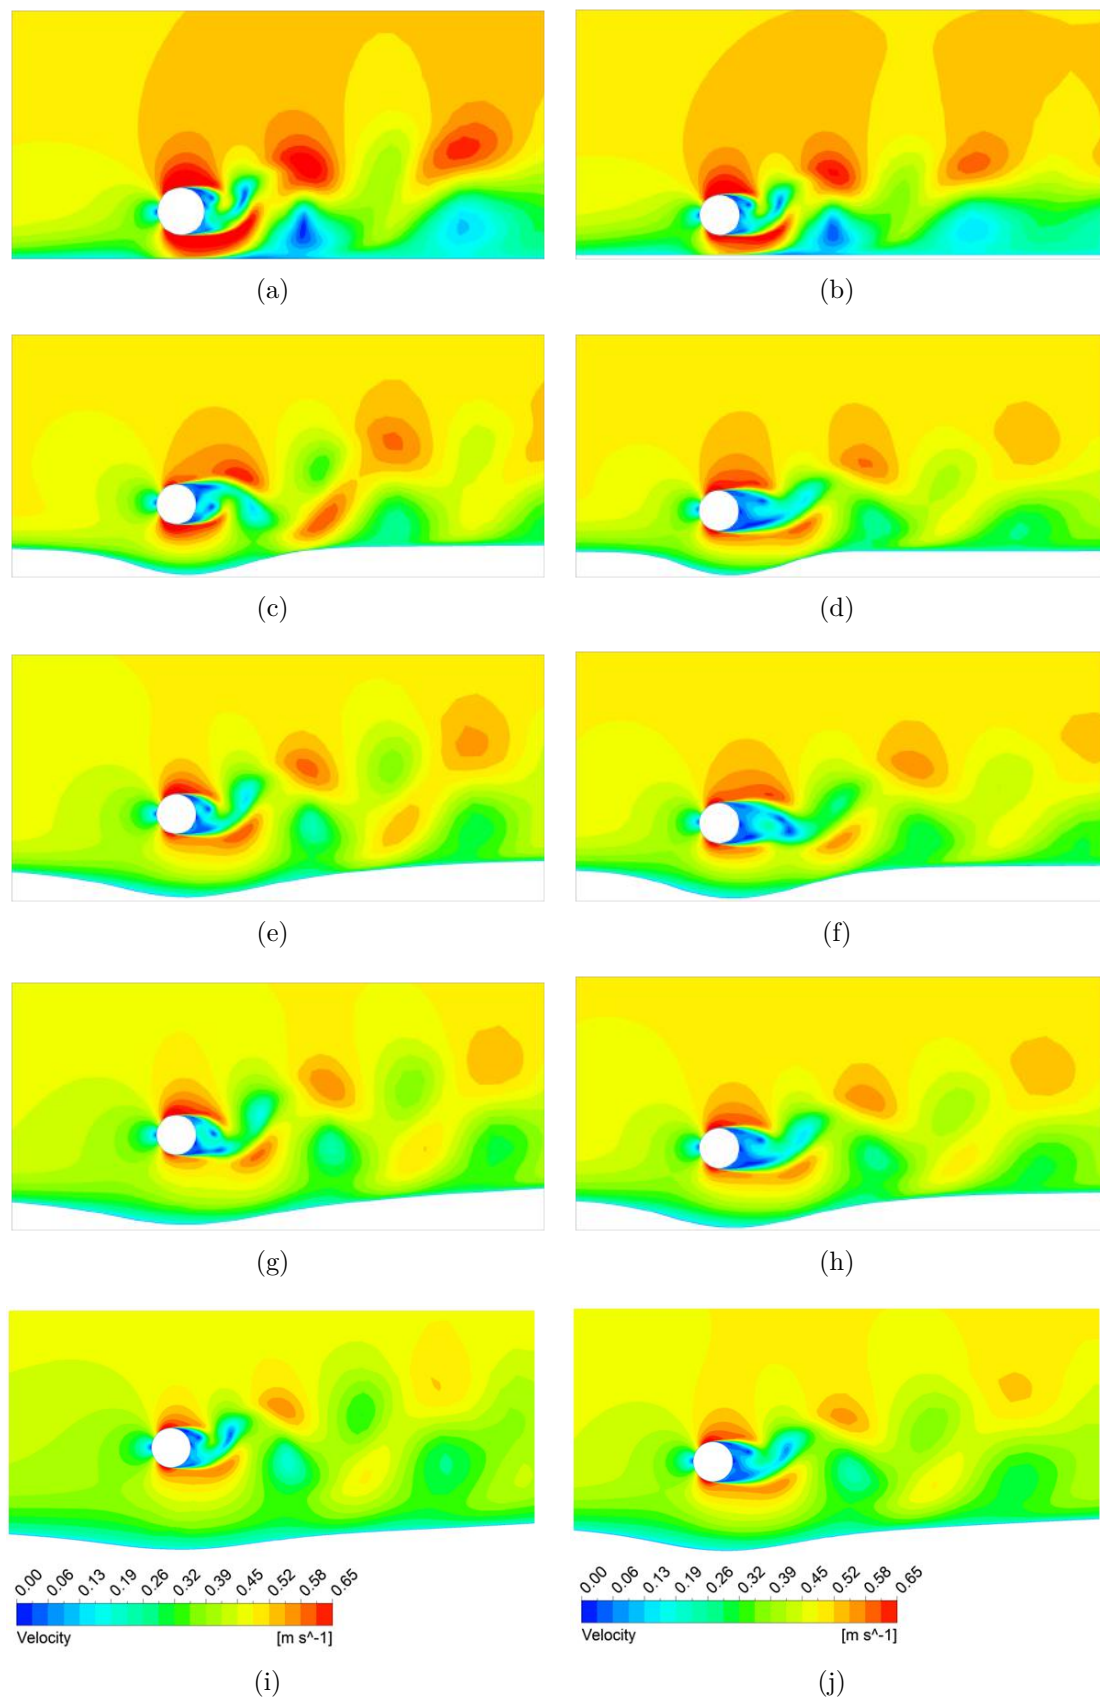 (a)
(b)
(c)
(d)
(e)
(f)
(g)
(h)
0.00 0.06 0.13 0.19 0.26 0.32 0.39 0.45 0.52 0.58 0.65
Velocity [m s^-1]
0.00 0.06 0.13 0.19 0.26 0.32 0.39 0.45 0.52 0.58 0.65
Velocity [m s^-1]
(i)
(j)